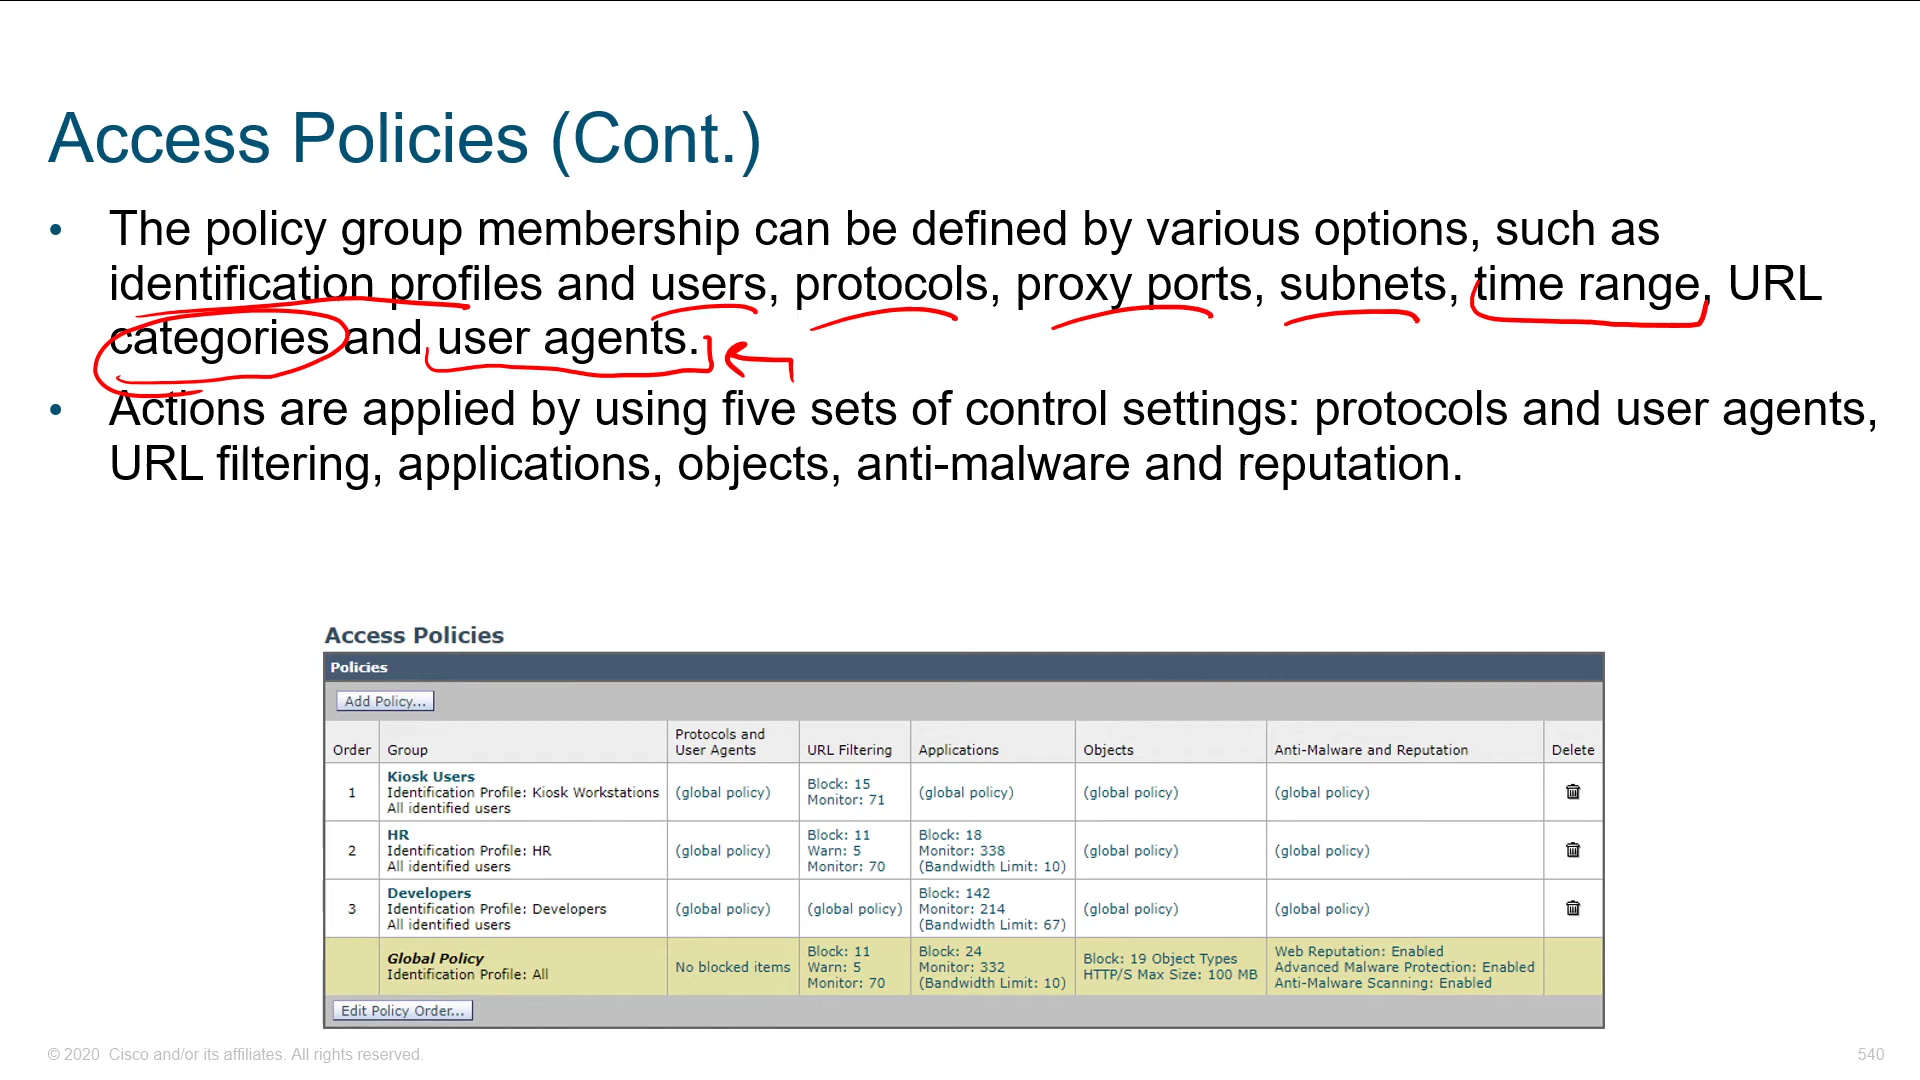 Access Policies (Cont.)
• The policy group membership can be defined by various options, such as
identification profiles and users, protocols, proxy ports, subnets, time range, URL
categories and user agents.
• Actions are applied by using five sets of control settings: protocols and user agents,
URL filtering, applications, objects, anti-malware and reputation.
Access Policies
Policies
Add Policy...
Order Group Protocols and User Agents URL Filtering Applications Objects Anti-Malware and Reputation Delete
1
Kiosk Users
Identification Profile: Kiosk Workstations
All identified users
(global policy)
Block: 15
Monitor: 71
(global policy)
(global policy)
(global policy)
2
HR
Identification Profile: HR
All identified users
(global policy)
Block: 11
Warn: 5
Monitor: 70
Block: 18
Monitor: 338
(Bandwidth Limit: 10)
(global policy)
(global policy)
3
Developers
Identification Profile: Developers
All identified users
(global policy)
(global policy)
Block: 142
Monitor: 214
(Bandwidth Limit: 67)
(global policy)
(global policy)
Global Policy
Identification Profile: All
No blocked items
Block: 11
Warn: 5
Monitor: 70
Block: 24
Monitor: 332
(Bandwidth Limit: 10)
Block: 19 Object Types
HTTP/S Max Size: 100 MB
Web Reputation: Enabled
Advanced Malware Protection: Enabled
Anti-Malware Scanning: Enabled
Edit Policy Order...
© 2020 Cisco and/or its affiliates. All rights reserved.
540